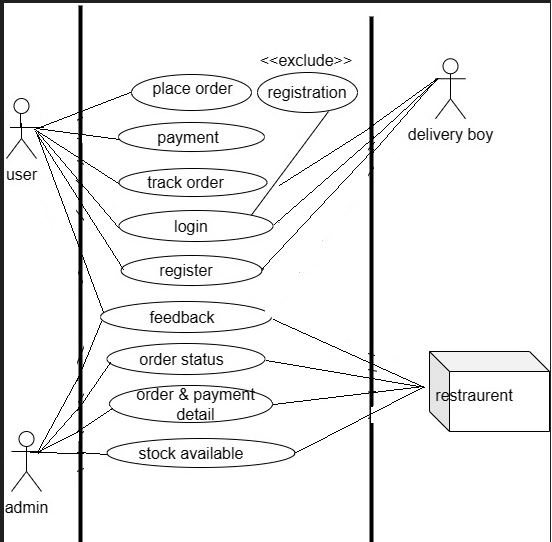 <<exclude>>
place order
registration
delivery boy
payment
user
track order
login
register
feedback
order status
order & payment
detail
restraurent
stock available
admin